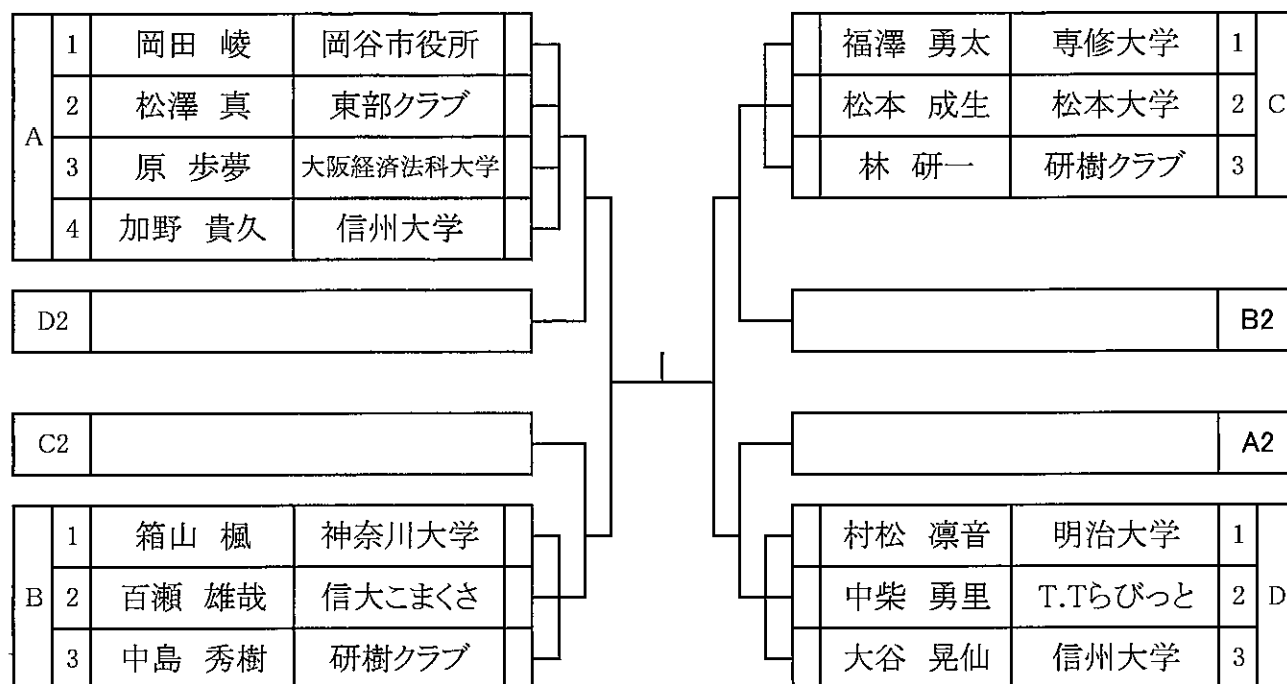 A
1 岡田 崚 岡谷市役所
2 松澤 真 東部クラブ
3 原 歩夢 大阪経済法科大学
4 加野 貴久 信州大学
D2
C2
B
1 箱山 楓 神奈川大学
2 百瀬 雄哉 信大こまくさ
3 中島 秀樹 研樹クラブ
福澤 勇太 専修大学 1
松本 成生 松本大学 2
林 研一 研樹クラブ 3
C
B2
A2
村松 凛音 明治大学 1
中柴 勇里 T.Tらびっと 2
大谷 晃仙 信州大学 3
D